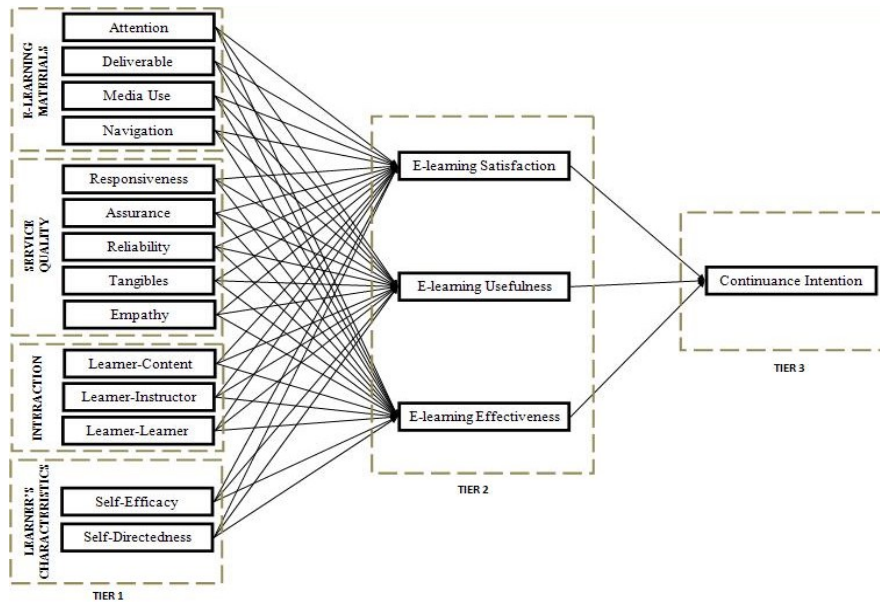 E-LEARNING
MATERIALS
Attention
Deliverable
Media Use
Navigation
SERVICE
QUALITY
Responsiveness
Assurance
Reliability
Tangibles
Empathy
INTERACTION
Learner-Content
Learner-Instructor
Learner-Learner
LEARNER'S
CHARACTERISTICS
Self-Efficacy
Self-Directedness
TIER 1
E-learning Satisfaction
E-learning Usefulness
E-learning Effectiveness
TIER 2
Continuance Intention
TIER 3